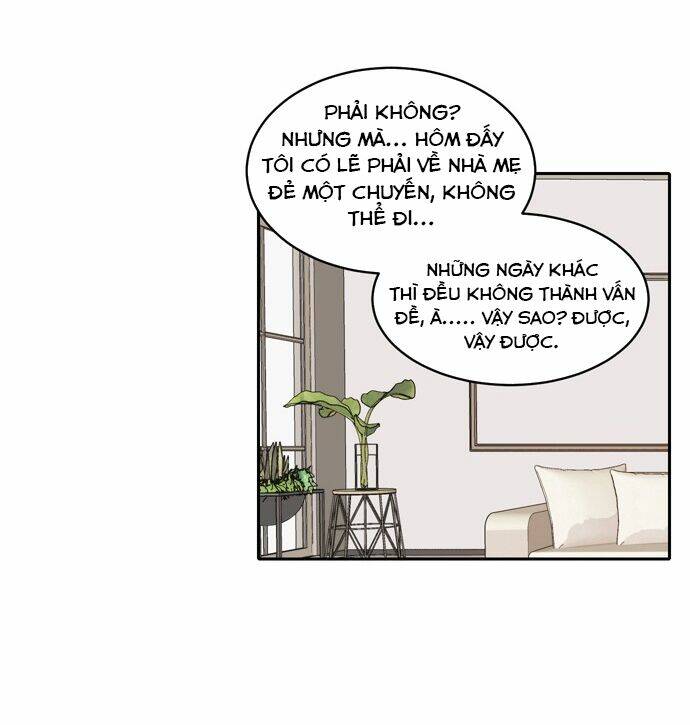 PHẢI KHÔNG?
NHƯNG MÀ... HÔM ĐẤY
TÔI CÓ LẼ PHẢI VỀ NHÀ MẸ
ĐẺ MỘT CHUYẾN, KHÔNG
THỂ ĐI...
NHỮNG NGÀY KHÁC
THÌ ĐỀU KHÔNG THÀNH VẤN
ĐỀ, À..... VẬY SAO? ĐƯỢC,
VẬY ĐƯỢC.